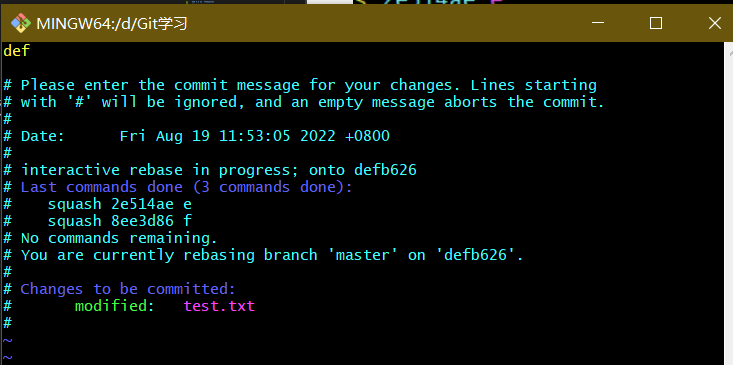 > 2e514ae e
MINGW64:/d/Git学习
def
# Please enter the commit message for your changes. Lines starting
# with '#' will be ignored, and an empty message aborts the commit.
#
# Date:      Fri Aug 19 11:53:05 2022 +0800
#
# interactive rebase in progress; onto defb626
# Last commands done (3 commands done):
#    squash 2e514ae e
#    squash 8ee3d86 f
# No commands remaining.
# You are currently rebasing branch 'master' on 'defb626'.
#
# Changes to be committed:
#       modified:   test.txt
#
~
~